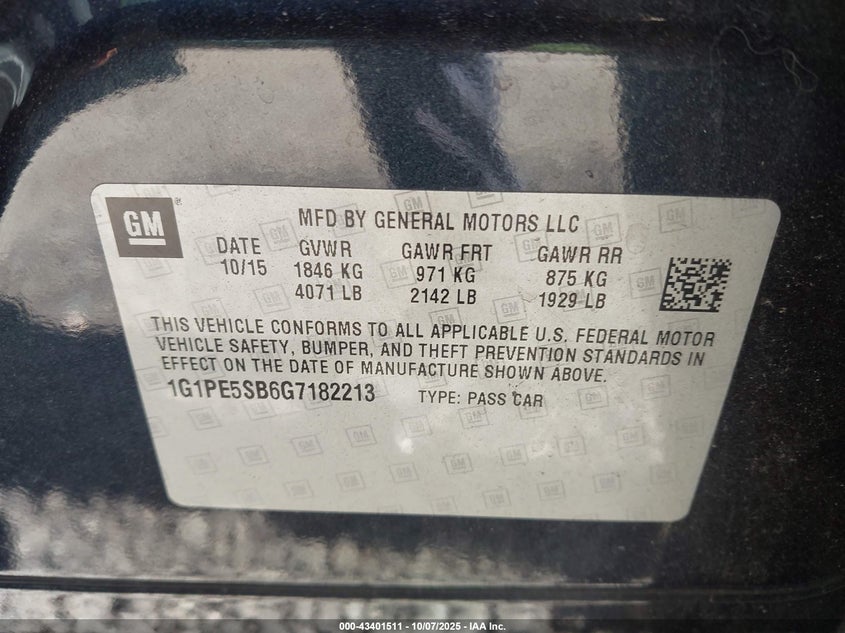 GM
MFD BY GENERAL MOTORS LLC
DATE GVWR GAWR FRT GAWR RR
10/15 1846 KG 971 KG 875 KG
4071 LB 2142 LB 1929 LB
THIS VEHICLE CONFORMS TO ALL APPLICABLE U.S. FEDERAL MOTOR
VEHICLE SAFETY, BUMPER, AND THEFT PREVENTION STANDARDS IN
EFFECT ON THE DATE OF MANUFACTURE SHOWN ABOVE.
1G1PE5SB6G7182213 TYPE: PASS CAR
000-43401511 - 10/07/2025 - IAA Inc.